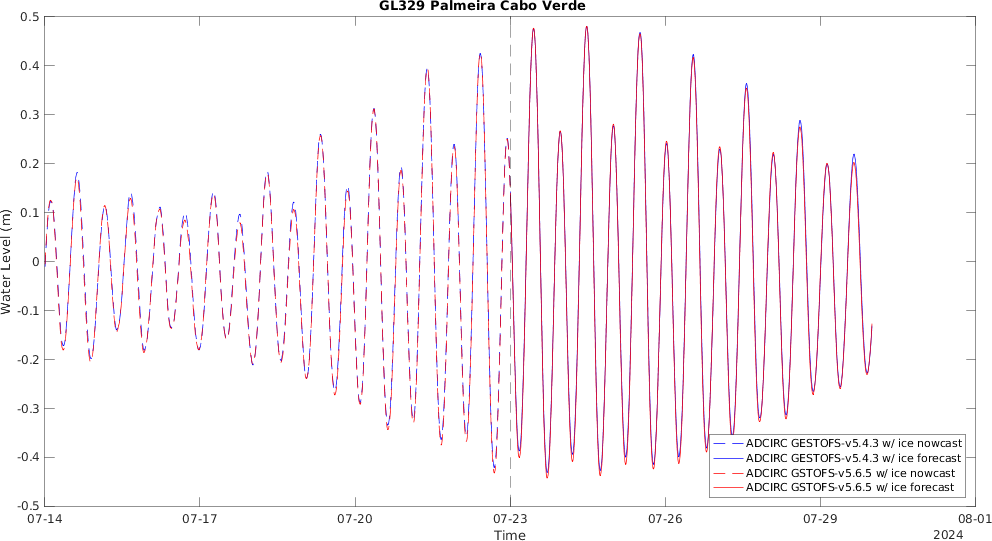 GL329 Palmeira Cabo Verde
0.5
0.4
0.3
0.2
0.1
0
-0.1
-0.2
-0.3
-0.4
-0.5
Water Level (m)
ADCIRC GESTOFS-v5.4.3 w/ ice nowcast
ADCIRC GESTOFS-v5.4.3 w/ ice forecast
ADCIRC GSTOFS-v5.6.5 w/ ice nowcast
ADCIRC GSTOFS-v5.6.5 w/ ice forecast
07-14 07-17 07-20 07-23 07-26 07-29 08-01
Time
2024